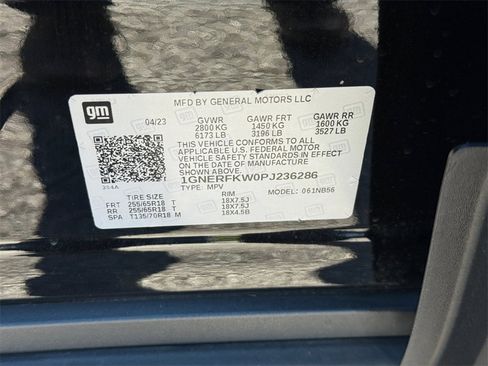 gm
MFD BY GENERAL MOTORS LLC
04/23 GVWR GAWR FRT GAWR RR
2800 KG 1450 KG 1600 KG
6173 LB 3196 LB 3527 LB
THIS VEHICLE CONFORMS TO ALL
APPLICABLE U.S. FEDERAL MOTOR
VEHICLE SAFETY AND THEFT PREVENTION
STANDARDS IN EFFECT ON THE DATE OF MANUFACTURE
SHOWN ABOVE.
1GNERFKW0PJ236286
TYPE: MPV MODEL: 061NB56
TIRE SIZE RIM
FRT 255/65R18 T 18X7.5J
RR 255/65R18 T 18X7.5J
SPA T135/70R18 M 18X4.5B